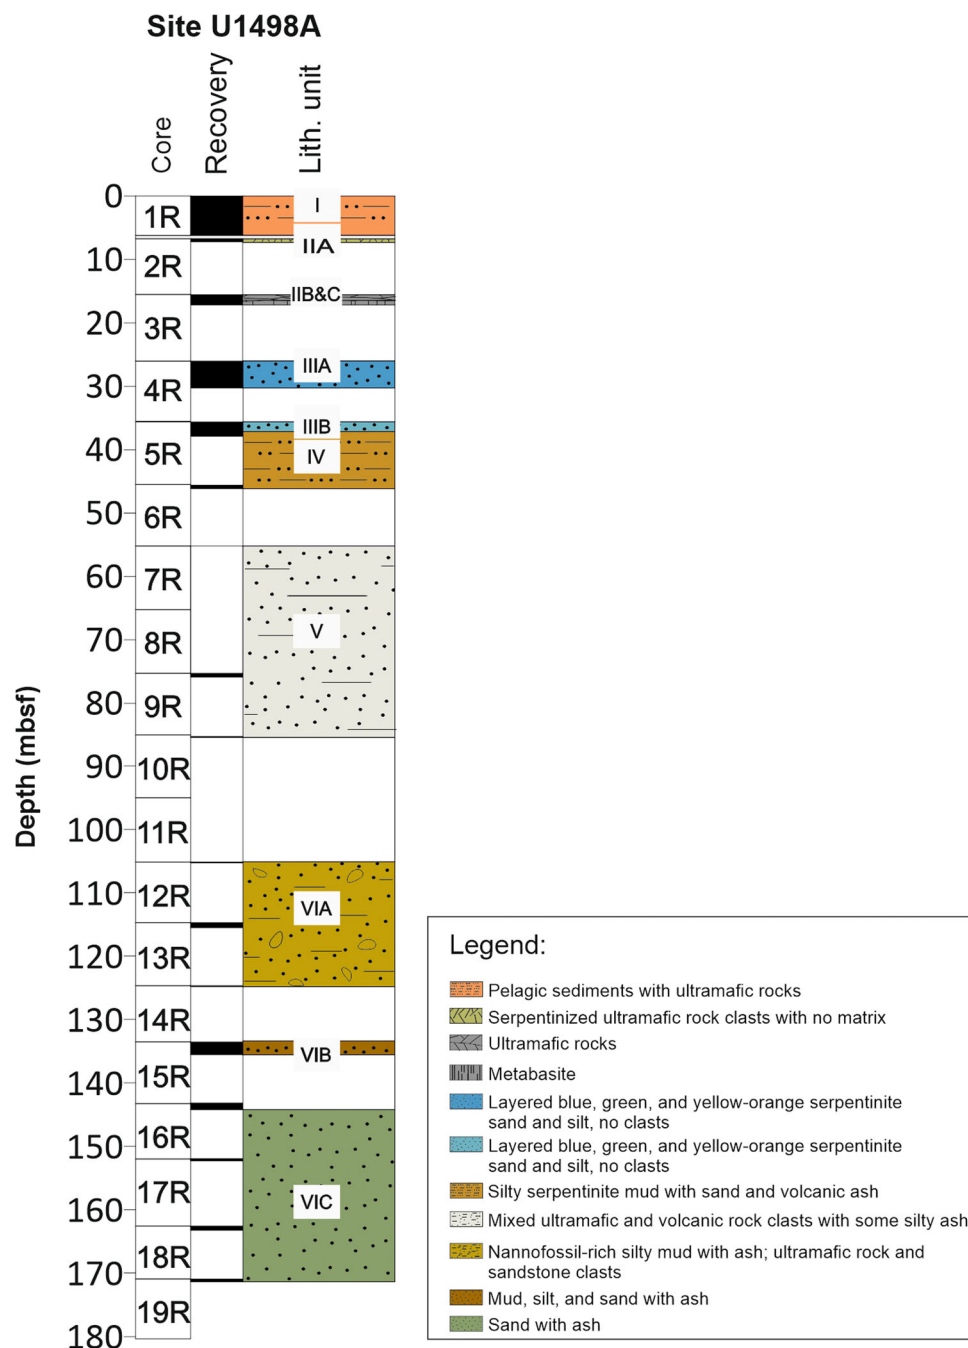 Site U1498A
Core
Recovery
Lith. unit
Depth (mbsf)
0
10
20
30
40
50
60
70
80
90
100
110
120
130
140
150
160
170
180
1R
2R
3R
4R
5R
6R
7R
8R
9R
10R
11R
12R
13R
14R
15R
16R
17R
18R
19R
I
IIA
IIB&C
IIIA
IIIB
IV
V
VIA
VIB
VIC
Legend:
Pelagic sediments with ultramafic rocks
Serpentinized ultramafic rock clasts with no matrix
Ultramafic rocks
Metabasite
Layered blue, green, and yellow-orange serpentinite
sand and silt, no clasts
Layered blue, green, and yellow-orange serpentinite
sand and silt, no clasts
Silty serpentinite mud with sand and volcanic ash
Mixed ultramafic and volcanic rock clasts with some silty ash
Nannofossil-rich silty mud with ash; ultramafic rock and
sandstone clasts
Mud, silt, and sand with ash
Sand with ash